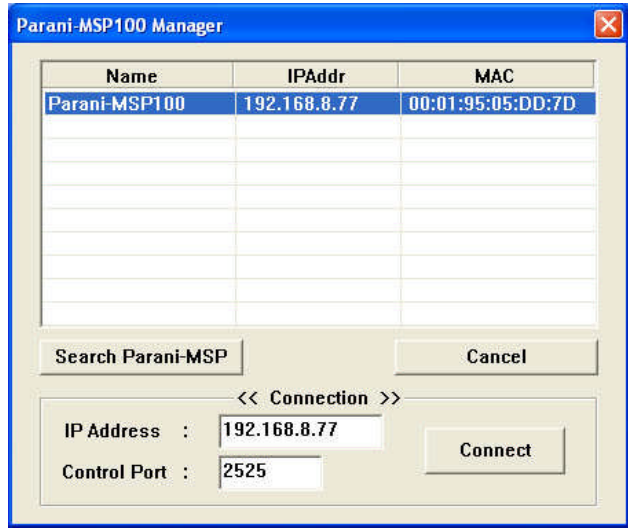 Parani-MSP100 Manager
Name IPAddr MAC
Parani-MSP100 192.168.8.77 00:01:95:05:DD:7D
Search Parani-MSP Cancel
<< Connection >>
IP Address : 192.168.8.77
Connect
Control Port : 2525